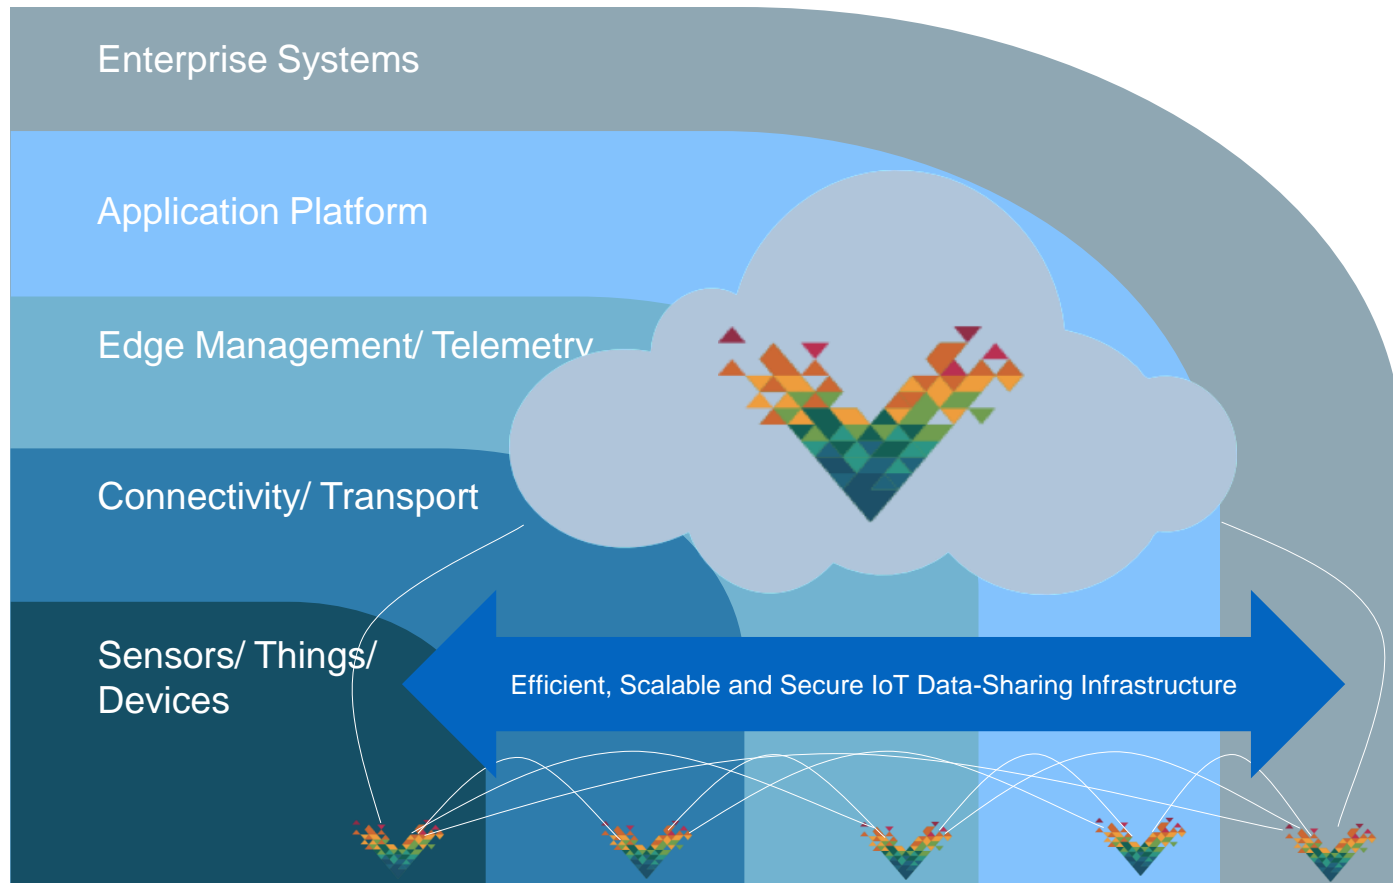 Enterprise Systems
Application Platform
Edge Management/ Telemetry
Connectivity/ Transport
Sensors/ Things/
Devices
Efficient, Scalable and Secure IoT Data-Sharing Infrastructure